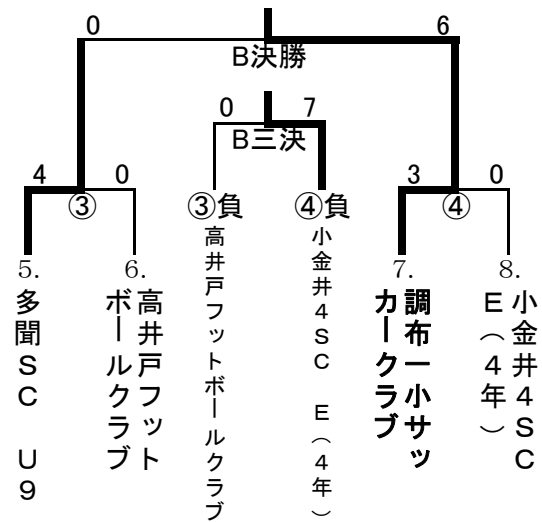 0 6
B決勝
0 7
B三決
4 0 3 0
③ ③負 ④負 ④
5. 6. 7. 8.
多聞SC U9
高井戸フット
ボールクラブ
高井戸フットボールクラブ
小金井4SC E(4年)
調布一小サッ
カークラブ
小金井4SC
E(4年)